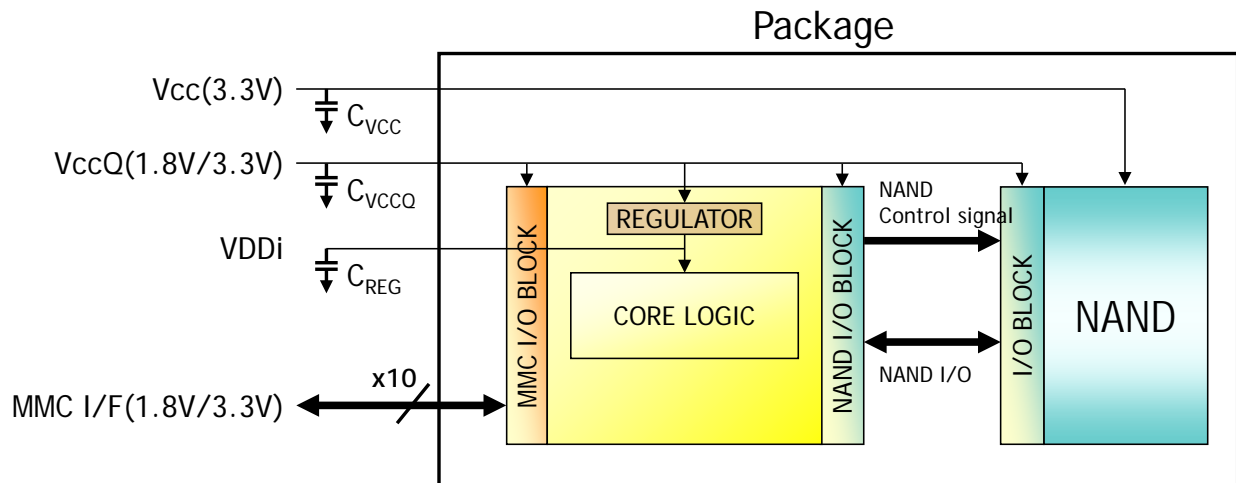 Package
Vcc(3.3V)
CVCC
VccQ(1.8V/3.3V)
CVCCQ
NAND
Control signal
REGULATOR
VDDi
CREG
MMC I/O BLOCK
CORE LOGIC
NAND I/O BLOCK
I/O BLOCK
NAND
NAND I/O
x10
MMC I/F(1.8V/3.3V)